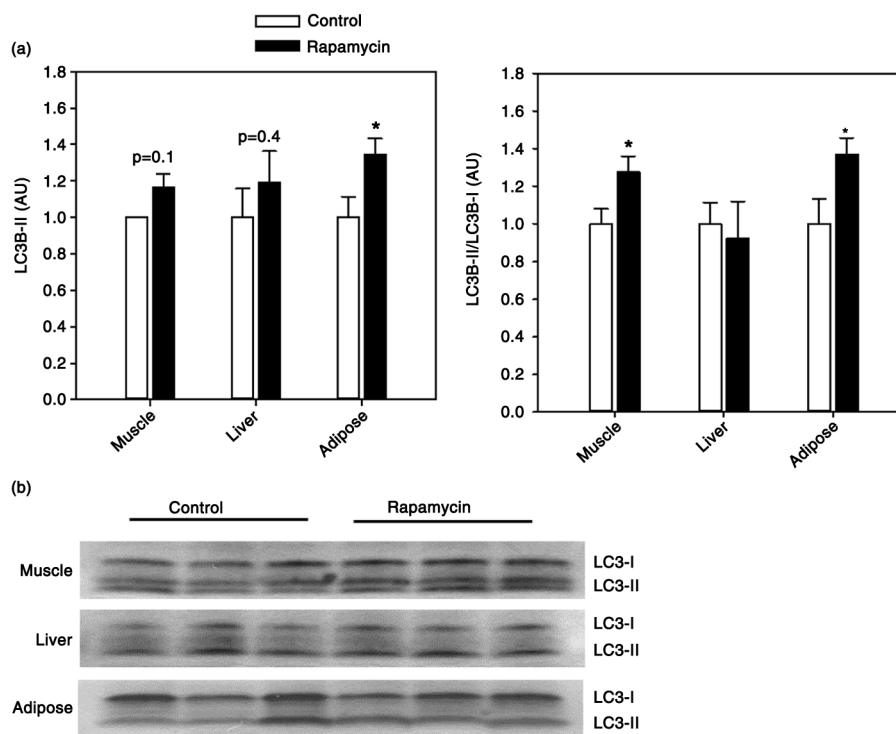 Control
Rapamycin
(a)
LC3B-II (AU)
1.8
1.6
1.4
1.2
1.0
0.8
0.6
0.4
0.2
0.0
p=0.1
p=0.4
*
Muscle
Liver
Adipose
LC3B-II/LC3B-I (AU)
1.8
1.6
1.4
1.2
1.0
0.8
0.6
0.4
0.2
0.0
*
*
Muscle
Liver
Adipose
(b)
Control
Rapamycin
Muscle
LC3-I
LC3-II
Liver
LC3-I
LC3-II
Adipose
LC3-I
LC3-II